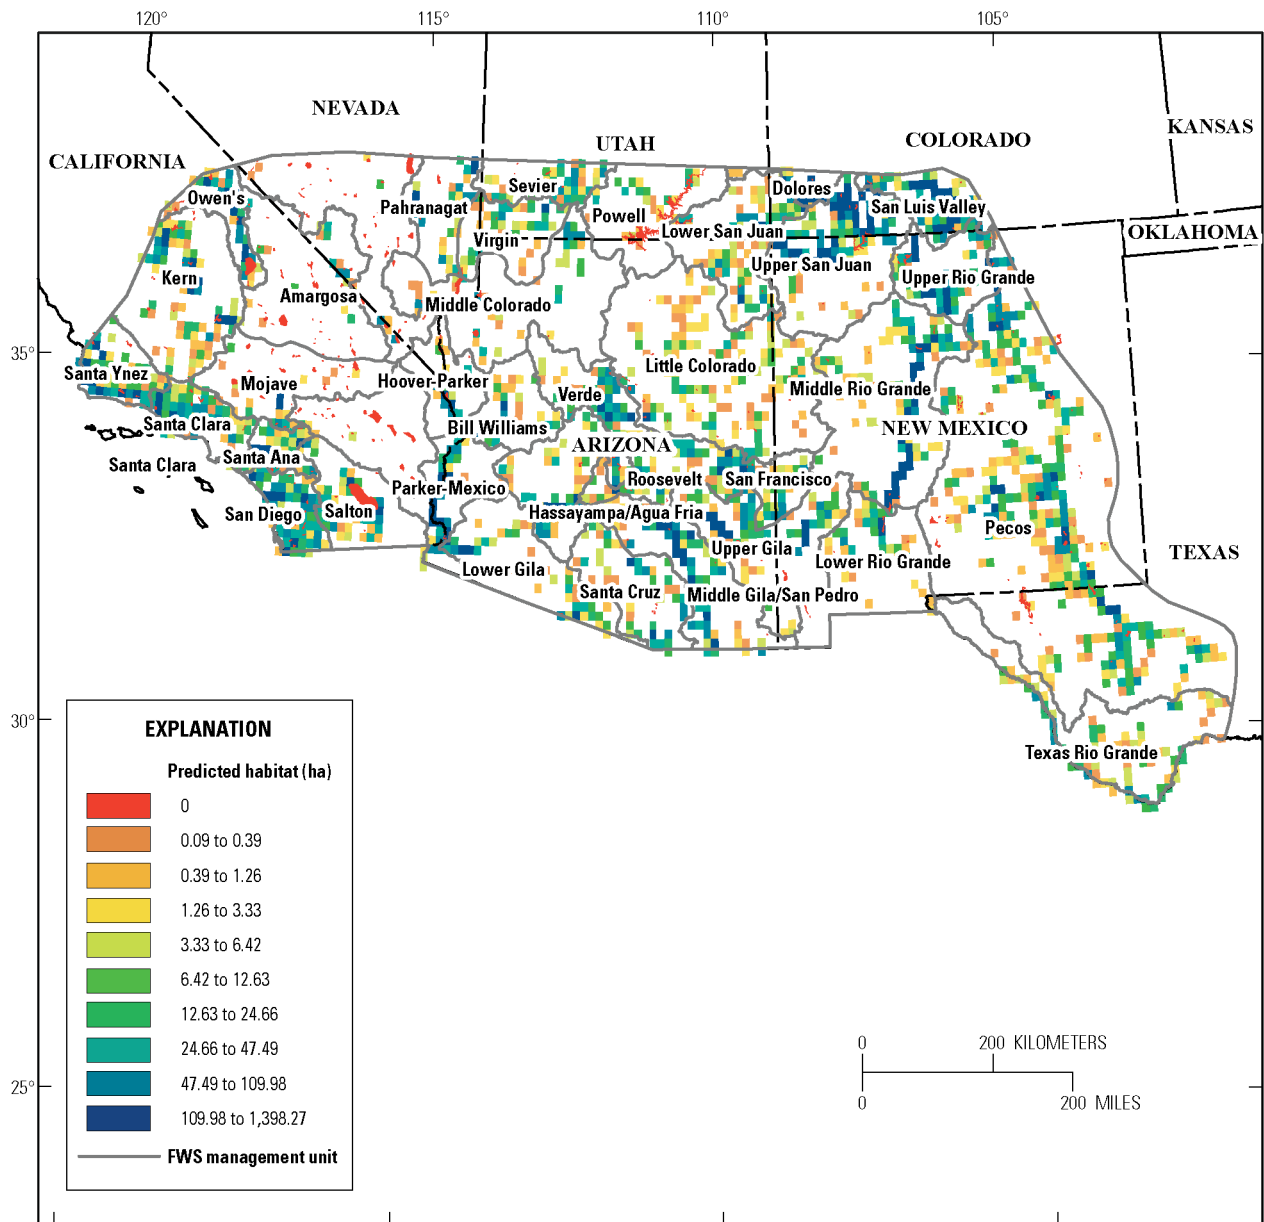 120° 115° 110° 105°
NEVADA
KANSAS
COLORADO
UTAH
CALIFORNIA
Sevier
Dolores
Owen's
Pahranagat
San Luis Valley
Powell
Lower San Juan
OKLAHOMA
Virgin
Upper San Juan
Kern
Upper Rio Grande
Amargosa
Middle Colorado
35°
Little Colorado
Santa Ynez
Hoover-Parker
Mojave
Middle Rio Grande
Verde
Santa Clara
Bill Williams
NEW MEXICO
ARIZONA
Santa Ana
Santa Clara
Roosevelt
San Francisco
Parker-Mexico
Salton
San Diego
Hassayampa/Agua Fria
Pecos
Upper Gila
TEXAS
Lower Rio Grande
Lower Gila
Santa Cruz
Middle Gila/San Pedro
30°
Texas Rio Grande
EXPLANATION
Predicted habitat (ha)
0
0.09 to 0.39
0.39 to 1.26
1.26 to 3.33
3.33 to 6.42
6.42 to 12.63
12.63 to 24.66
24.66 to 47.49
47.49 to 109.98
109.98 to 1,398.27
FWS management unit
25°
0 200 KILOMETERS
0 200 MILES